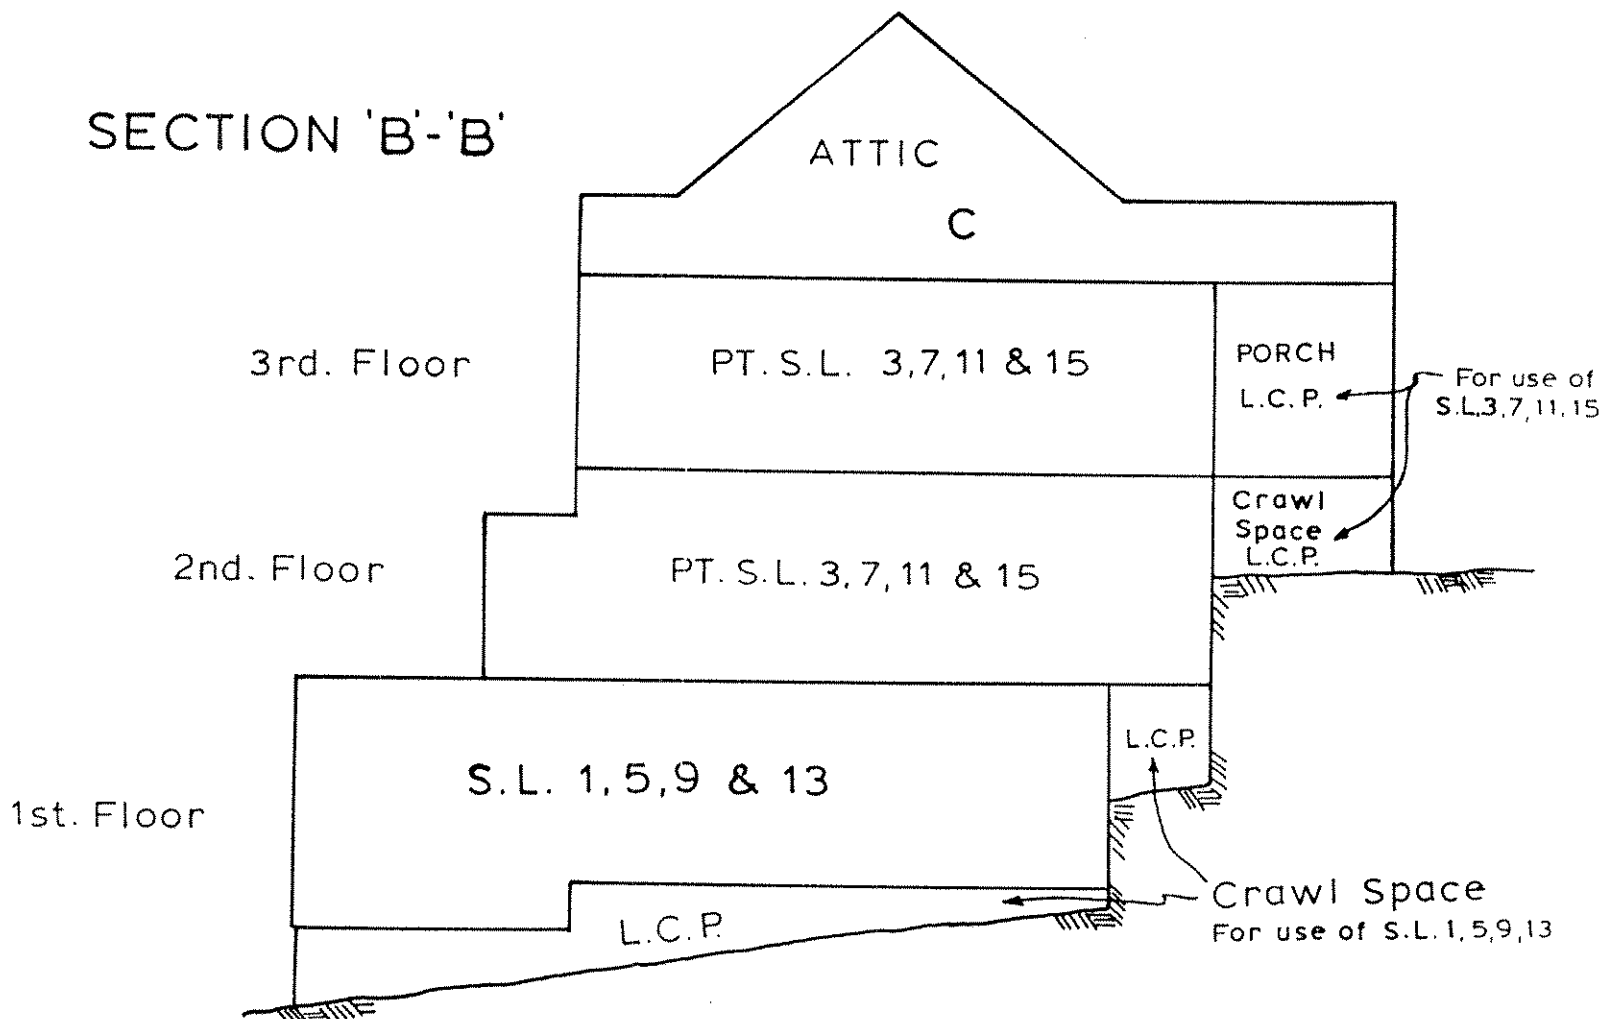 SECTION 'B'-'B'
ATTIC
C
3rd. Floor
PT. S.L. 3,7,11 & 15
PORCH
L.C.P.
For use of
S.L.3,7,11,15
Crawl
Space
L.C.P.
2nd. Floor
PT. S.L. 3,7,11 & 15
L.C.P.
S.L. 1,5,9 & 13
1st. Floor
Crawl Space
For use of S.L. 1,5,9,13
L.C.P.